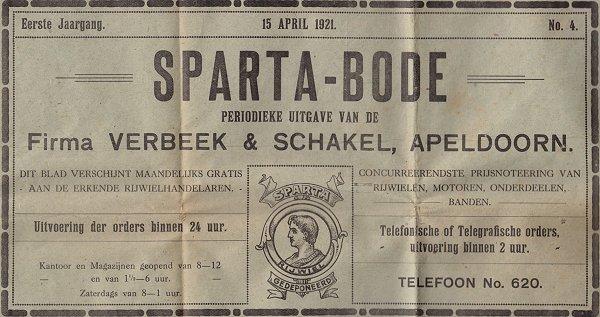 Eerste Jaargang.
15 APRIL 1921.
No. 4.
SPARTA-BODE
PERIODIEKE UITGAVE VAN DE
Firma VERBEEK & SCHAKEL, APELDOORN.
DIT BLAD VERSCHIJNT MAANDELIJKS GRATIS
- AAN DE ERKENDE RIJWIELHANDELAREN. -
Uitvoering der orders binnen 24 uur.
Kantoor en Magazijnen geopend van 8—12
en van 1½—6 uur.
Zaterdags van 8—1 uur.
SPARTA
RIJWIEL
GEDEPONEERD
CONCURREERENDSTE PRIJSNOTEERING VAN
RIJWIELEN, MOTOREN, ONDERDEELEN,
BANDEN.
Telefonische of Telegrafische orders,
uitvoering binnen 2 uur.
TELEFOON No. 620.